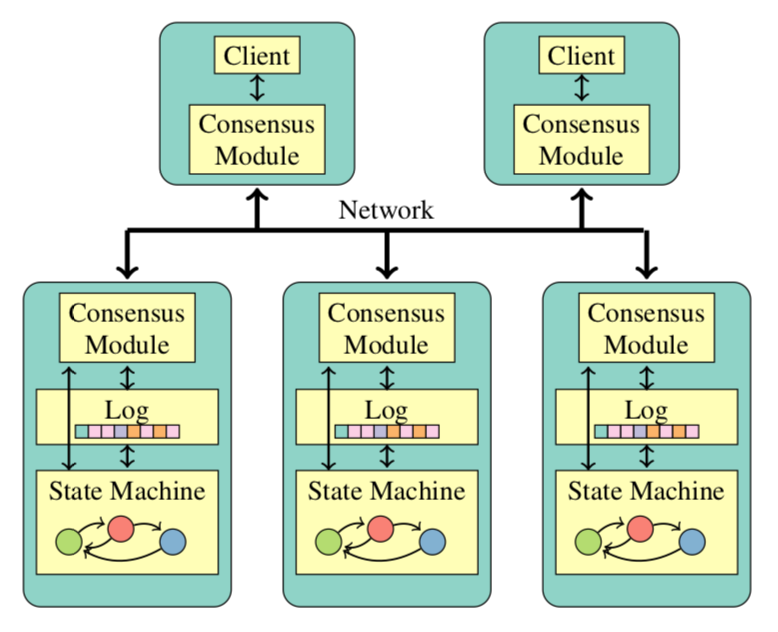 Client
Consensus
Module
Client
Consensus
Module
Network
Consensus
Module
Log
State Machine
Consensus
Module
Log
State Machine
Consensus
Module
Log
State Machine